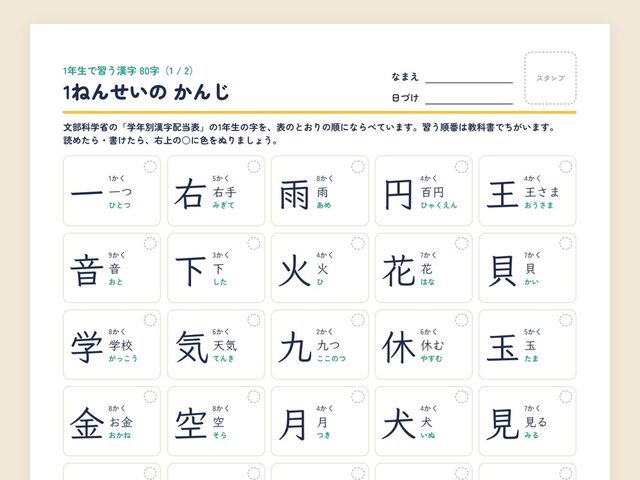 1年生で習う漢字 80字（1 / 2）
1ねんせいの かんじ
なまえ
日づけ
スタンプ
文部科学省の「学年別漢字配当表」の1年生の字を、表のとおりの順にならべています。習う順番は教科書でちがいます。
読めたら・書けたら、右上の○に色をぬりましょう。
一 1かく 一つ ひとつ
右 5かく 右手 みぎて
雨 8かく 雨 あめ
円 4かく 百円 ひゃくえん
王 4かく 王さま おうさま
音 9かく 音 おと
下 3かく 下 した
火 4かく 火 ひ
花 7かく 花 はな
貝 7かく 貝 かい
学 8かく 学校 がっこう
気 6かく 天気 てんき
九 2かく 九つ ここのつ
休 6かく 休む やすむ
玉 5かく 玉 たま
金 8かく お金 おかね
空 8かく 空 そら
月 4かく 月 つき
犬 4かく 犬 いぬ
見 7かく 見る みる